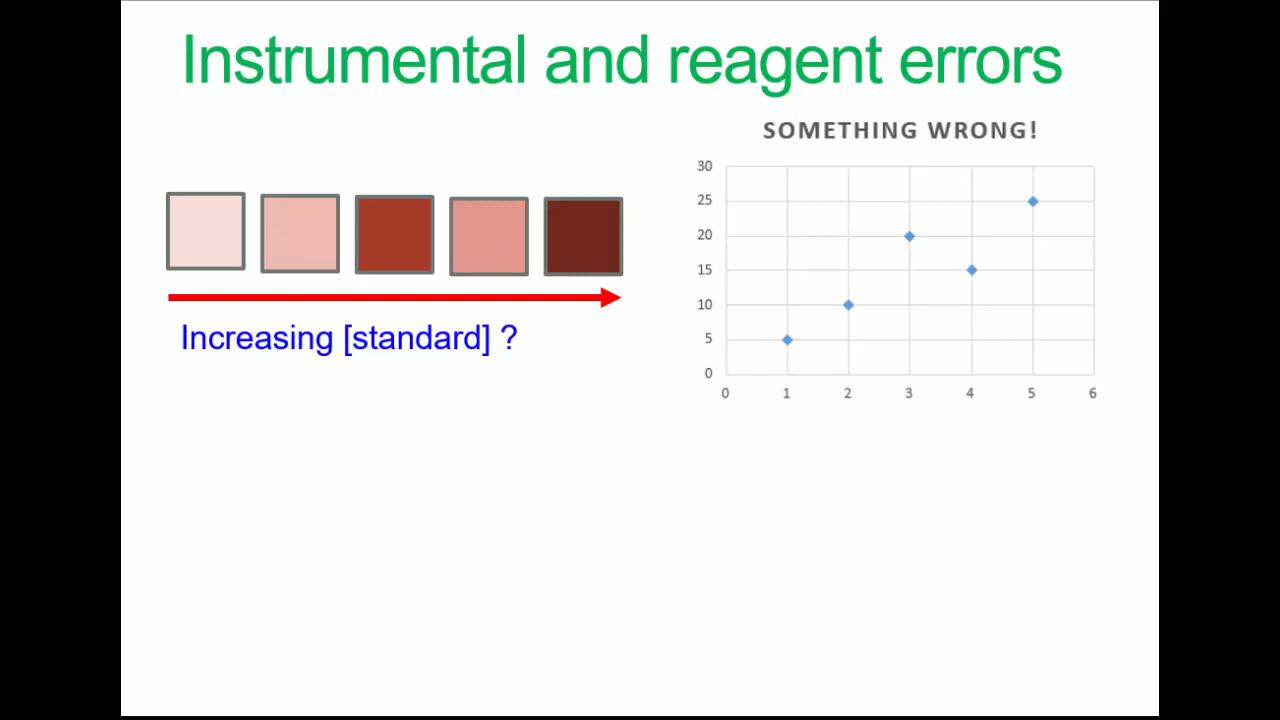 Instrumental and reagent errors
SOMETHING WRONG!
30
25
20
15
10
5
0
0 1 2 3 4 5 6
Increasing [standard] ?